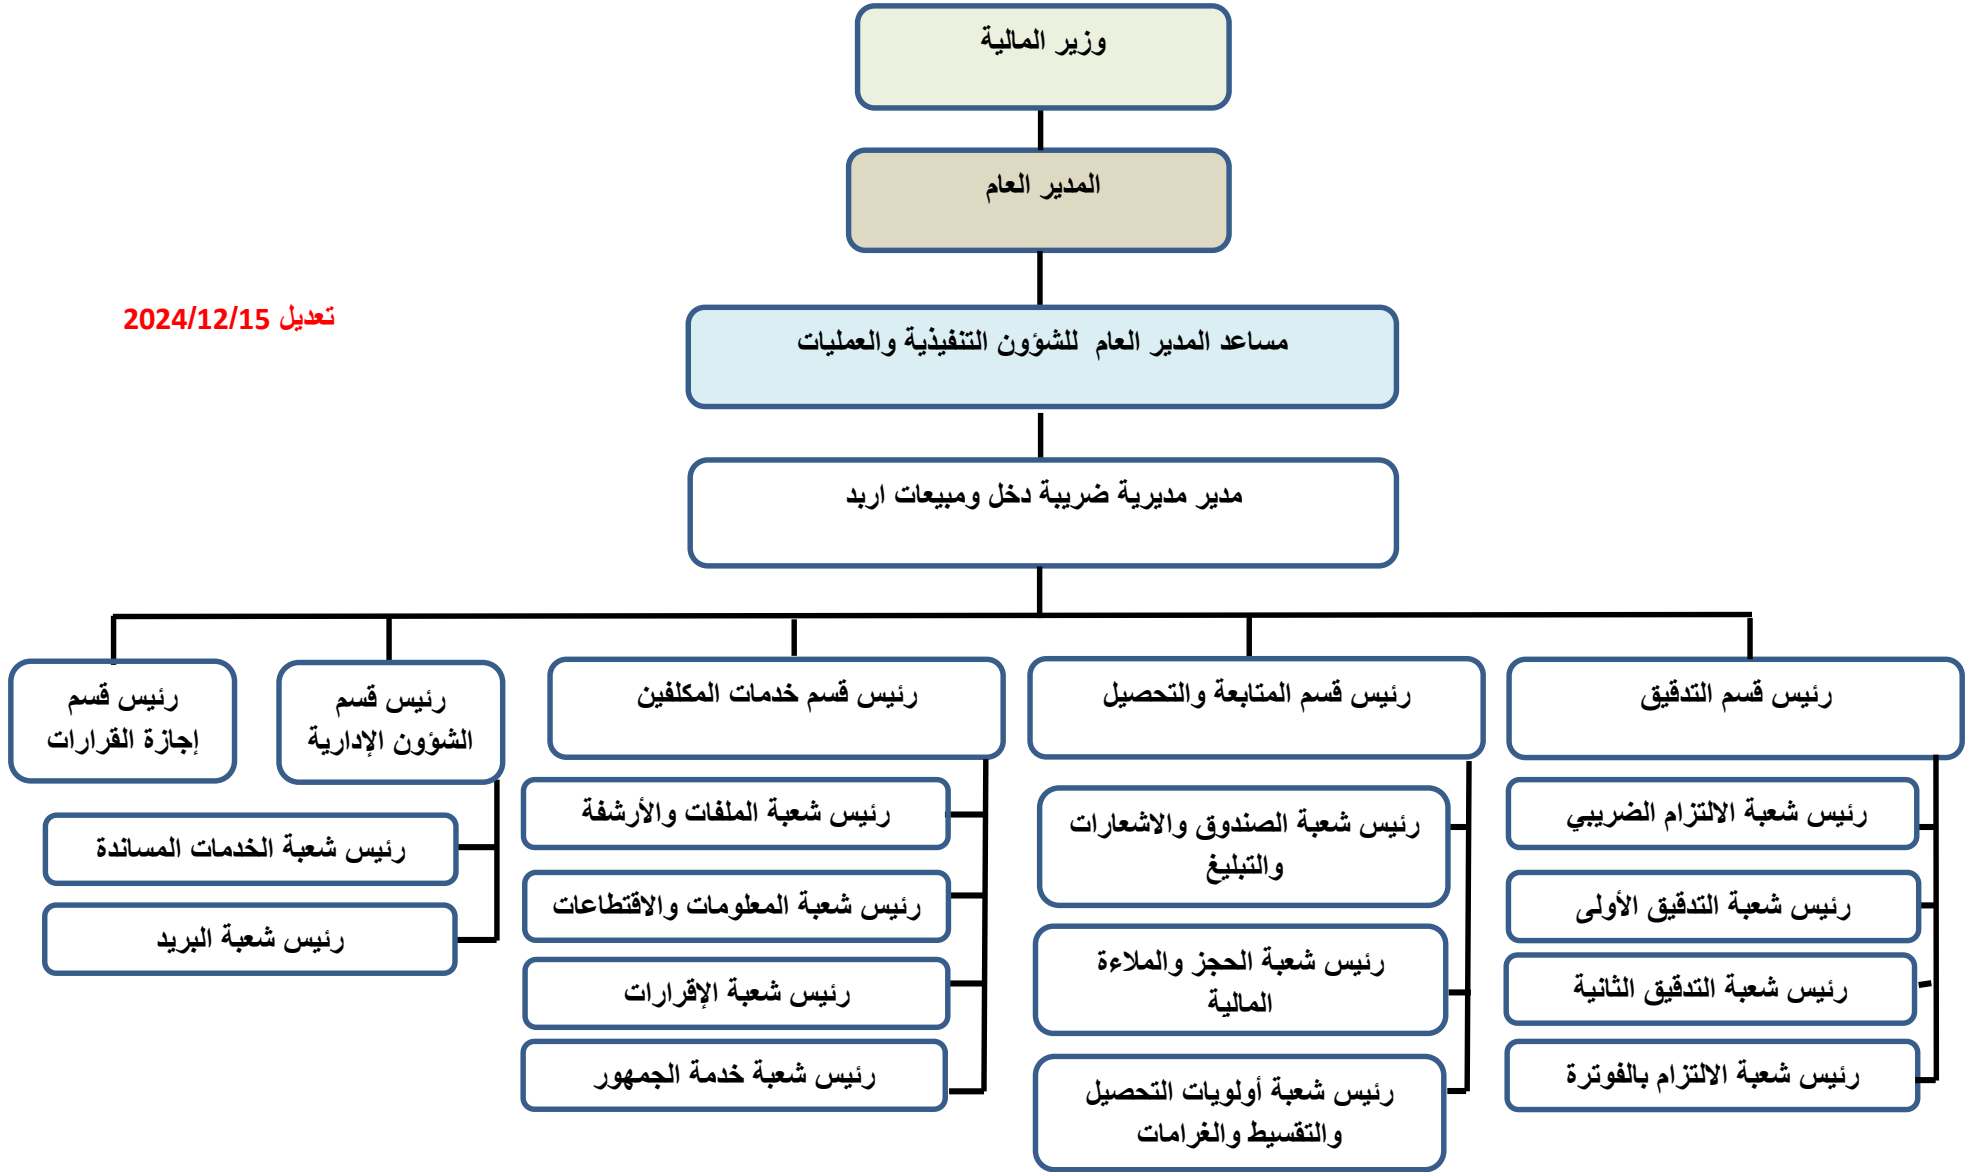 وزير المالية
المدير العام
تعديل 2024/12/15
مساعد المدير العام للشؤون التنفيذية والعمليات
مدير مديرية ضريبة دخل ومبيعات اربد
رئيس قسم التدقيق
رئيس شعبة الالتزام الضريبي
رئيس شعبة التدقيق الأولى
رئيس شعبة التدقيق الثانية
رئيس شعبة الالتزام بالفوترة
رئيس قسم المتابعة والتحصيل
رئيس شعبة الصندوق والاشعارات
والتبليغ
رئيس شعبة الحجز والملاءة
المالية
رئيس شعبة أولويات التحصيل
والتقسيط والغرامات
رئيس قسم خدمات المكلفين
رئيس شعبة الملفات والأرشفة
رئيس شعبة المعلومات والاقتطاعات
رئيس شعبة الإقرارات
رئيس شعبة خدمة الجمهور
رئيس قسم
الشؤون الإدارية
رئيس شعبة الخدمات المساندة
رئيس شعبة البريد
رئيس قسم
إجازة القرارات